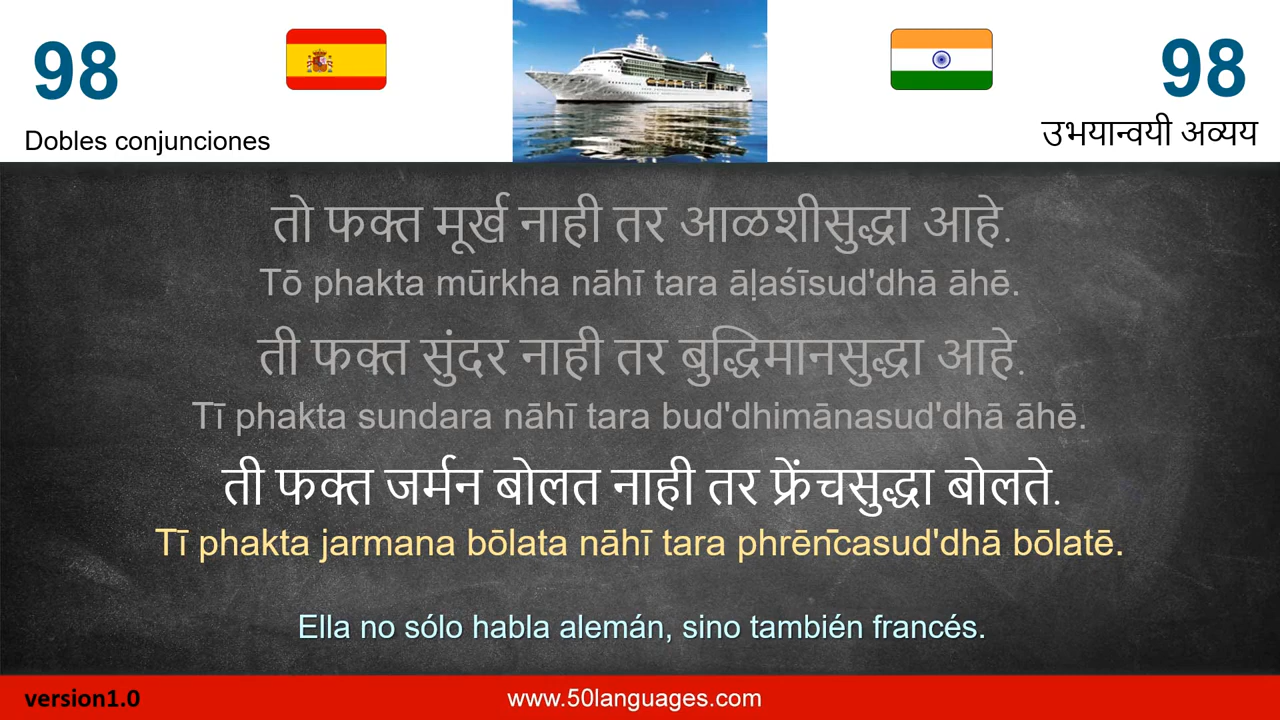 98
98
Dobles conjunciones
उभयान्वयी अव्यय
तो फक्त मूर्ख नाही तर आळशीसुद्धा आहे.
Tō phakta mūrkha nāhī tara āḷaśīsud'dhā āhē.
ती फक्त सुंदर नाही तर बुद्धिमानसुद्धा आहे.
Tī phakta sundara nāhī tara bud'dhimānasud'dhā āhē.
ती फक्त जर्मन बोलत नाही तर फ्रेंचसुद्धा बोलते.
Tī phakta jarmana bōlata nāhī tara phrēn̄casud'dhā bōlatē.
Ella no sólo habla alemán, sino también francés.
version1.0
www.50languages.com